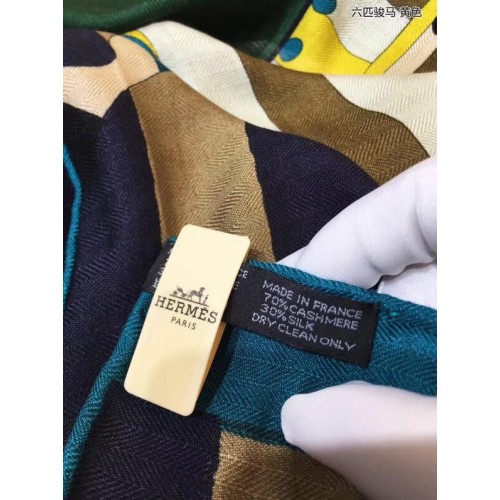 六匹骏马 黄色
HERMÈS
PARIS
MADE IN FRANCE
70% CASHMERE
30% SILK
DRY CLEAN ONLY